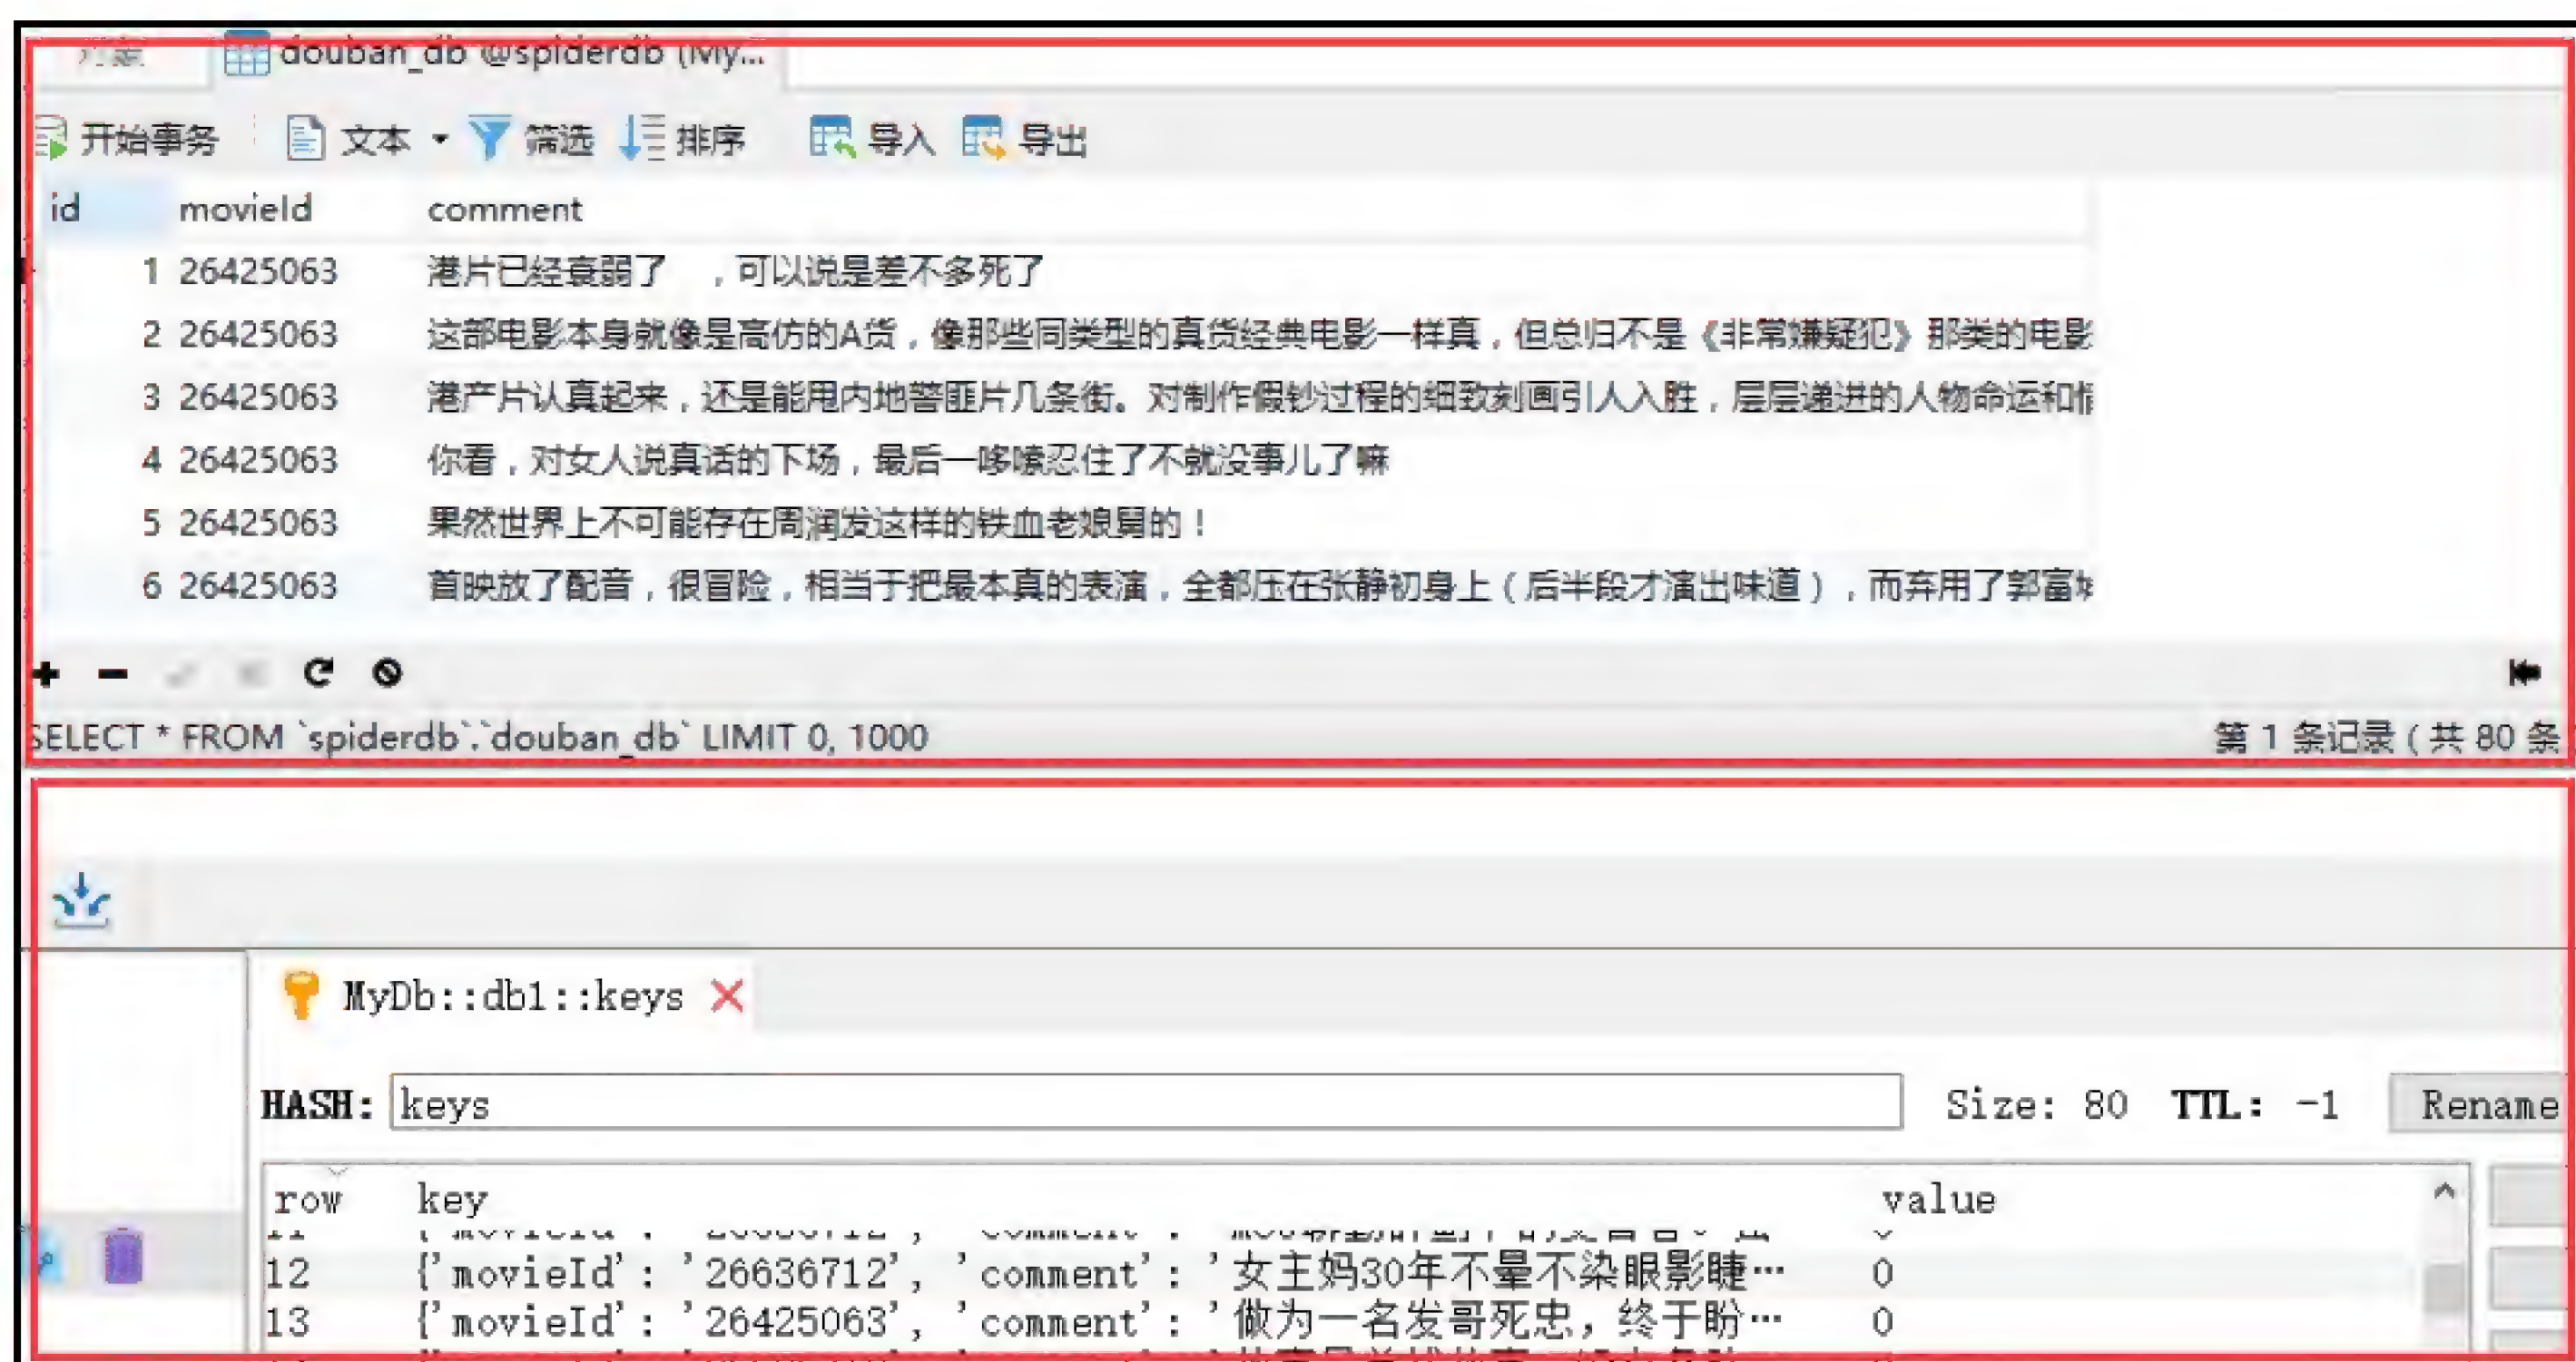 对象 douban_db @spiderdb (My...
开始事务 文本 筛选 排序 导入 导出
id movieId comment
1 26425063 港片已经衰弱了 ，可以说是差不多死了
2 26425063 这部电影本身就像是高仿的A货，像那些同类型的真货经典电影一样真，但总归不是《非常嫌疑犯》那类的电影
3 26425063 港产片认真起来，还是能甩内地警匪片几条街。对制作假钞过程的细致刻画引人入胜，层层递进的人物命运和
4 26425063 你看，对女人说真话的下场，最后一哆嗦忍住了不就没事儿了嘛
5 26425063 果然世界上不可能存在周润发这样的铁血老娘舅的！
6 26425063 首映放了配音，很冒险，相当于把最本真的表演，全都压在张静初身上（后半段才演出味道），而弃用了郭富
SELECT * FROM `spiderdb`.`douban_db` LIMIT 0, 1000 第 1 条记录 ( 共 80 条
MyDb::db1::keys
HASH: keys Size: 80 TTL: -1 Rename
row key value
12 {'movieId': '26636712', 'comment': '女主妈30年不晕不染眼影睫… 0
13 {'movieId': '26425063', 'comment': '做为一名发哥死忠，终于盼… 0